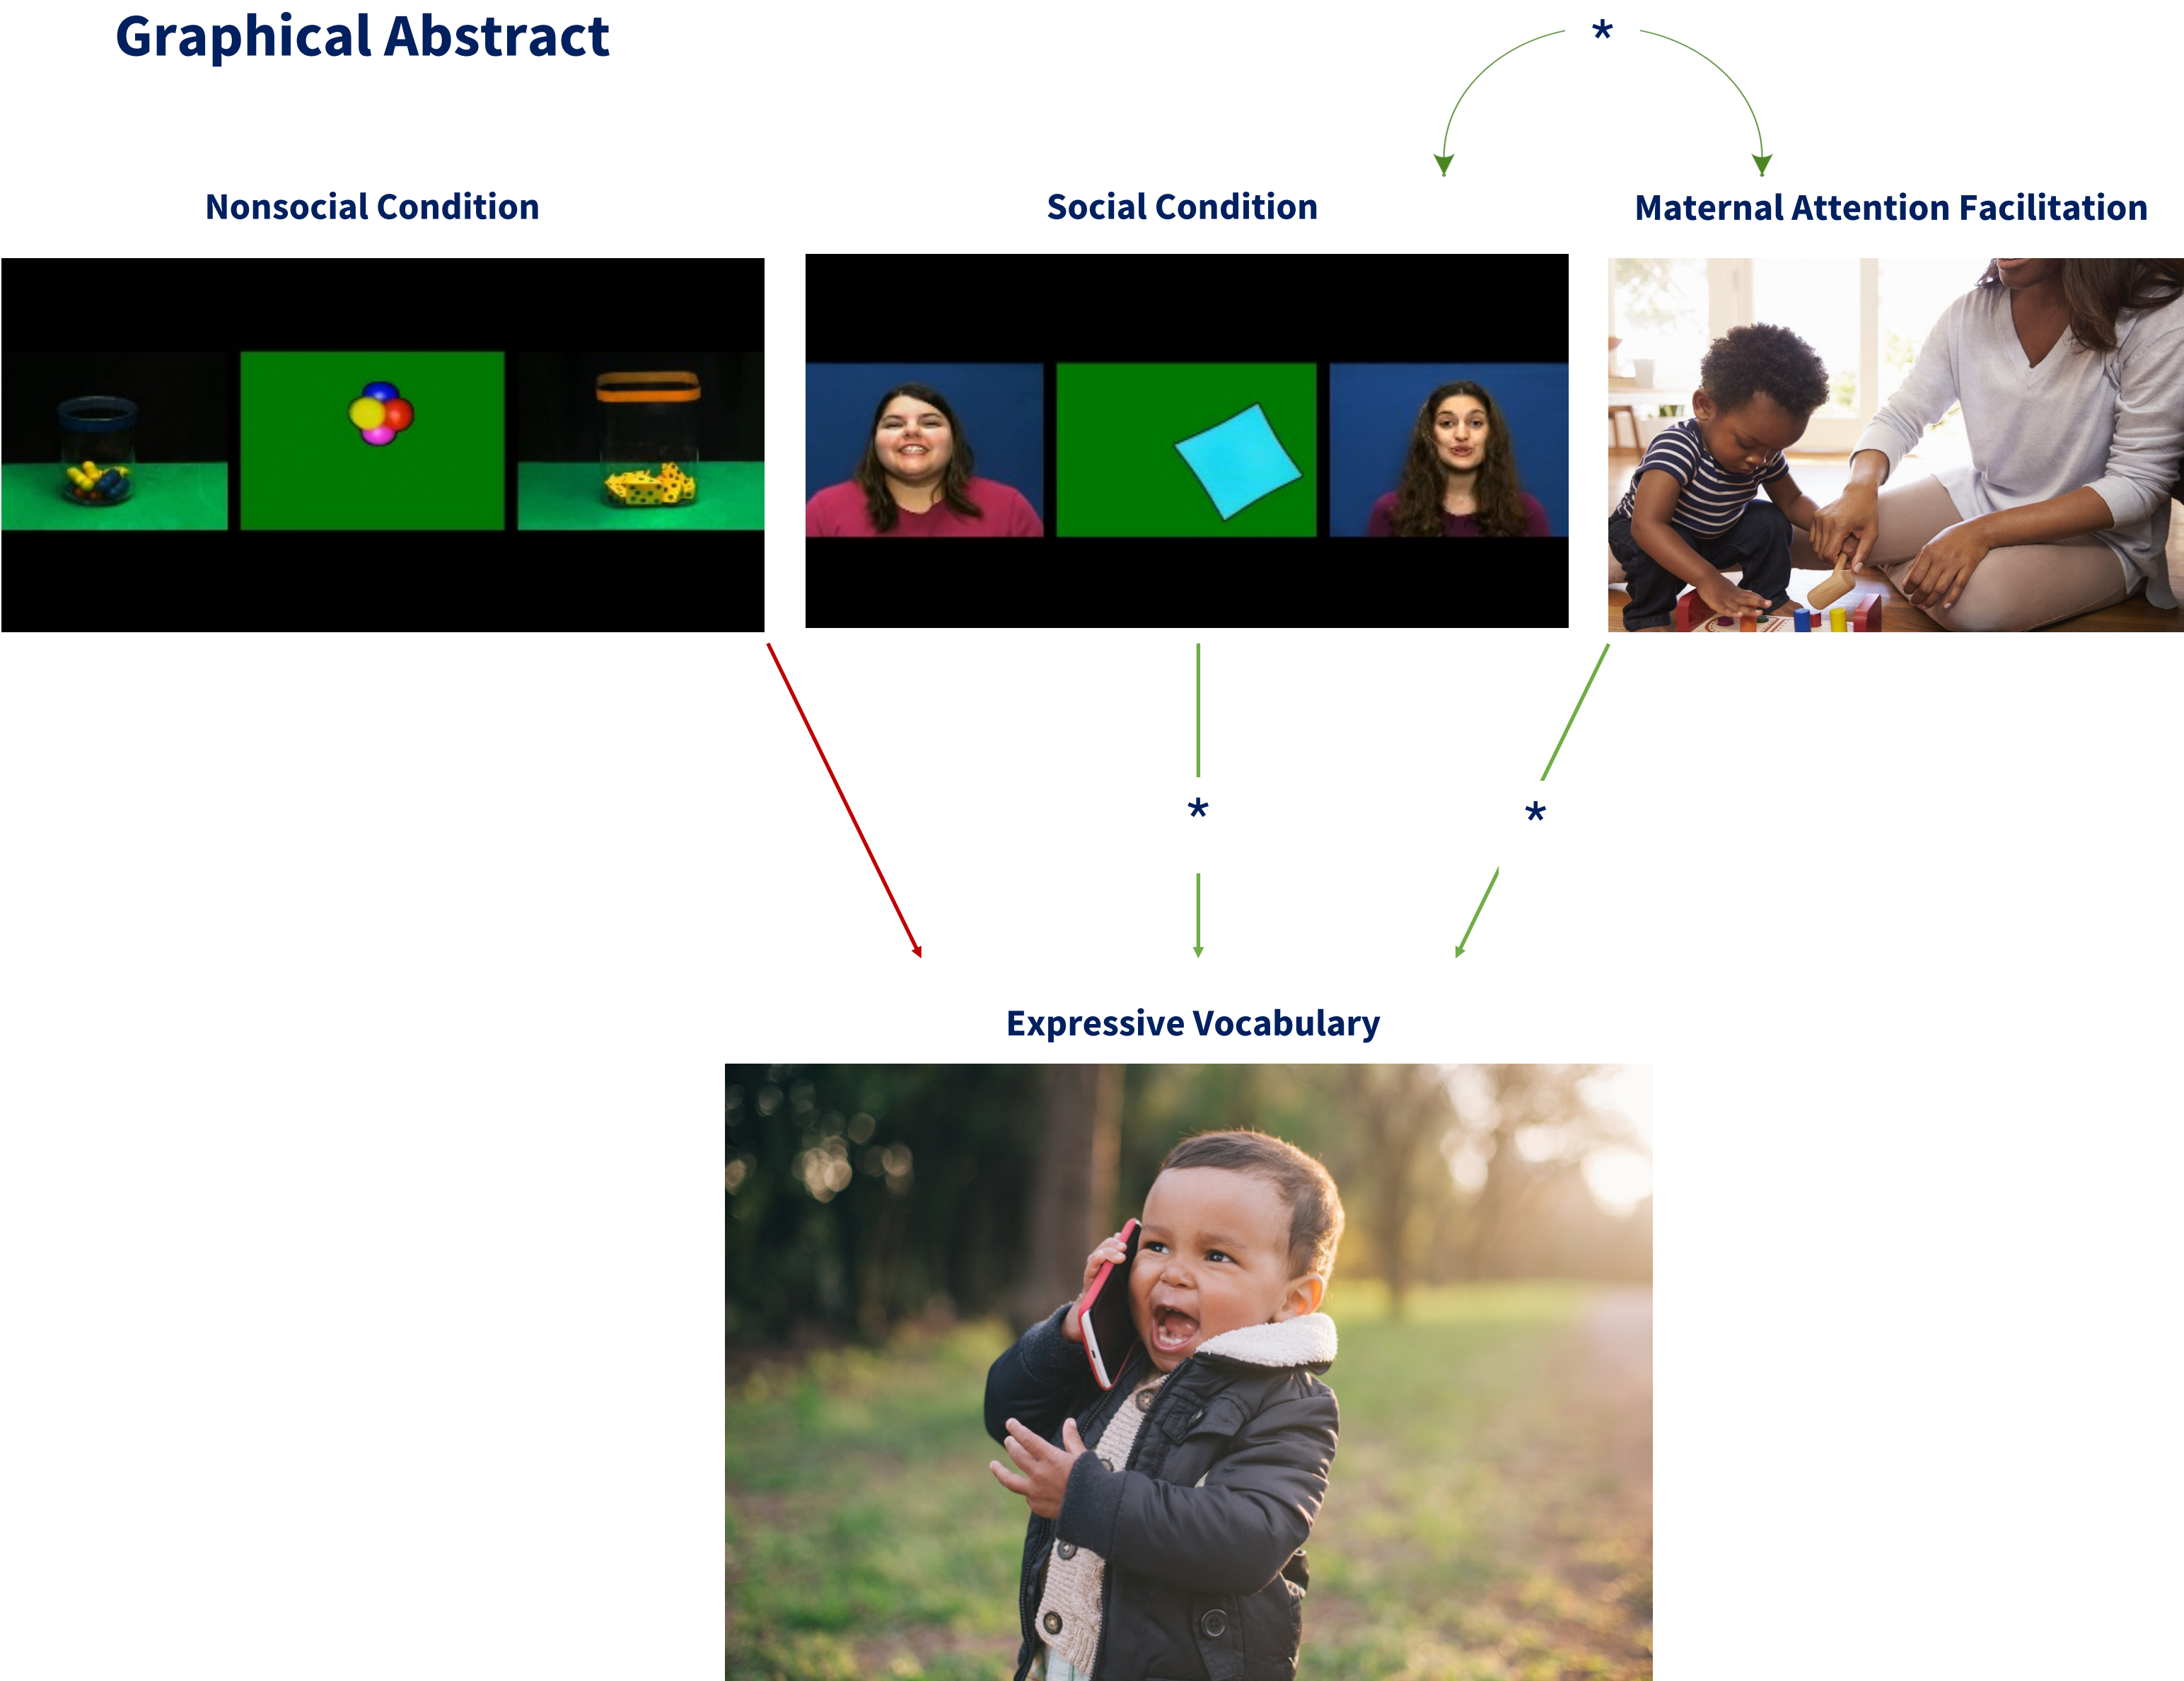 Graphical Abstract
*
Nonsocial Condition
Social Condition
Maternal Attention Facilitation
*
*
Expressive Vocabulary